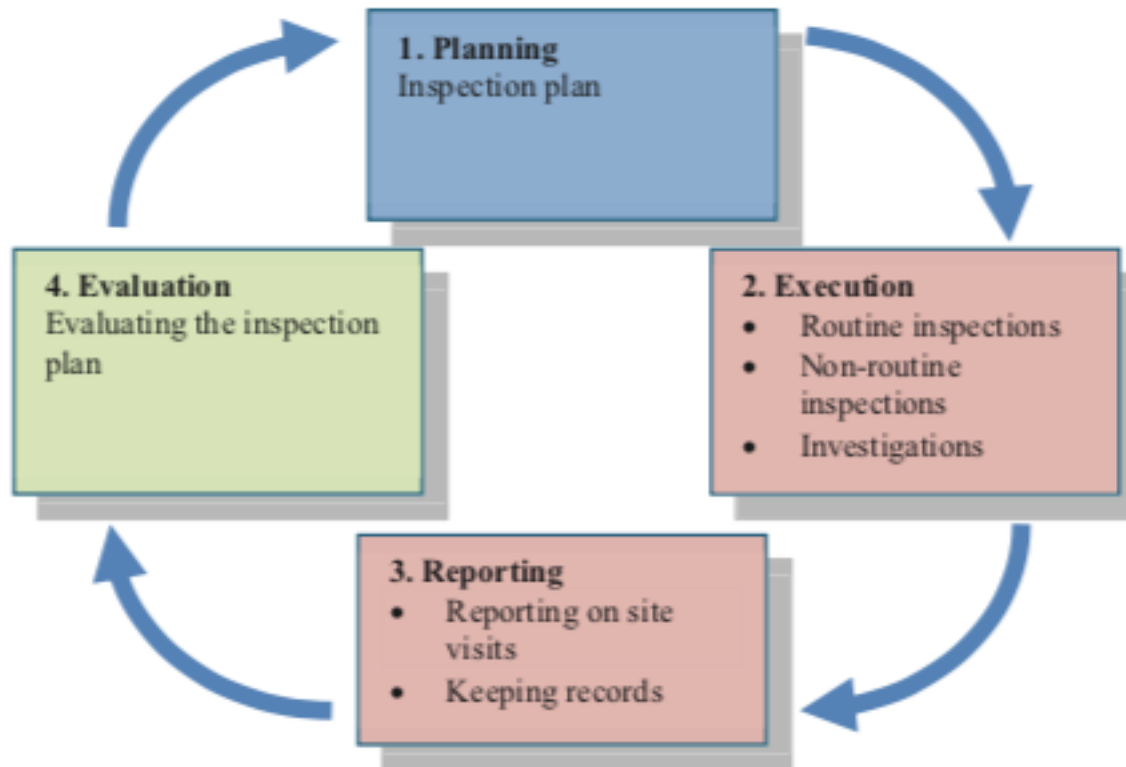 1. Planning
Inspection plan
2. Execution
• Routine inspections
• Non-routine
inspections
• Investigations
3. Reporting
• Reporting on site
visits
• Keeping records
4. Evaluation
Evaluating the inspection
plan